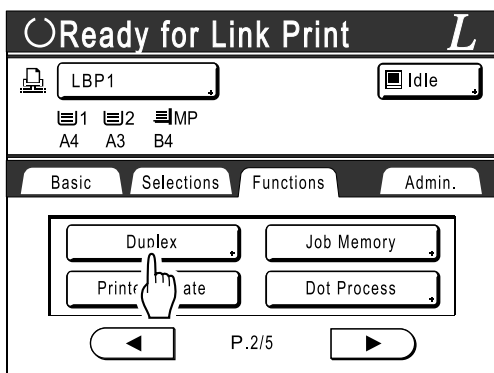 Ready for Link Print L
LBP1 Idle
1 2 MP
A4 A3 B4
Basic Selections Functions Admin.
Duplex Job Memory
Dot Process
P.2/5